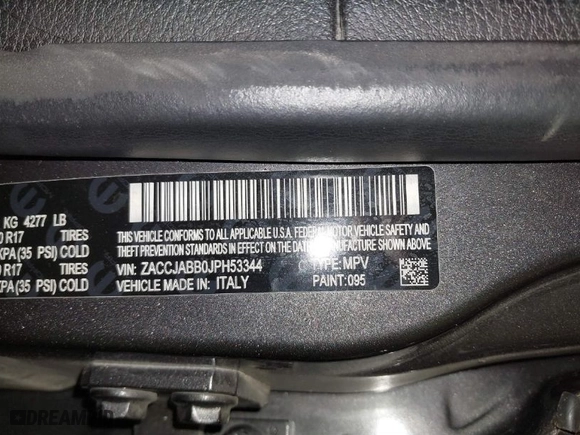 KG 4277 LB
R17 TIRES
KPA(35 PSI) COLD
R17 TIRES
KPA(35 PSI) COLD
THIS VEHICLE CONFORMS TO ALL APPLICABLE U.S.A. FEDERAL MOTOR VEHICLE SAFETY,
BUMPER AND THEFT PREVENTION STANDARDS IN EFFECT ON THE DATE OF MANUFACTURE SHOWN ABOVE.
VIN: ZACCJABB0JPH53344 TYPE: MPV
VEHICLE MADE IN: ITALY PAINT: 095